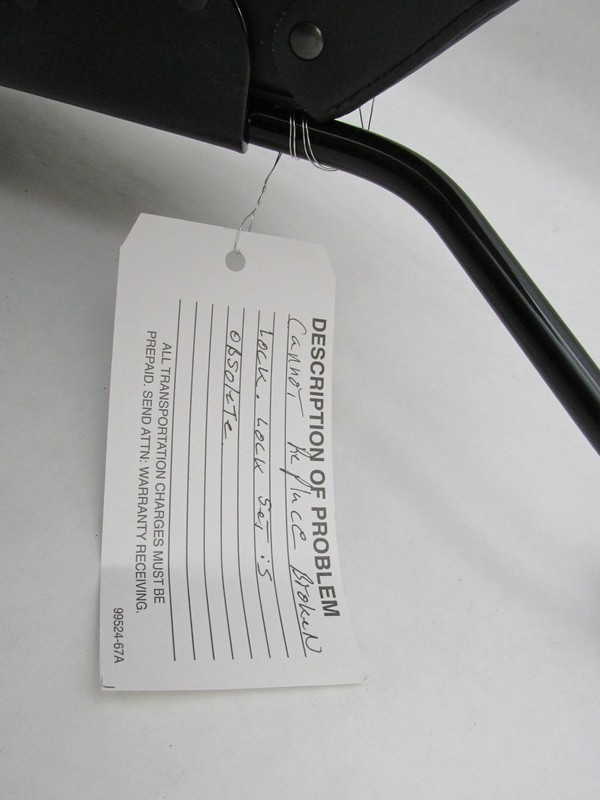 DESCRIPTION OF PROBLEM
Cannot Replace Broken
Lock. Lock Set is
obsolete.
ALL TRANSPORTATION CHARGES MUST BE
PREPAID. SEND ATTN: WARRANTY RECEIVING.
99524-67A